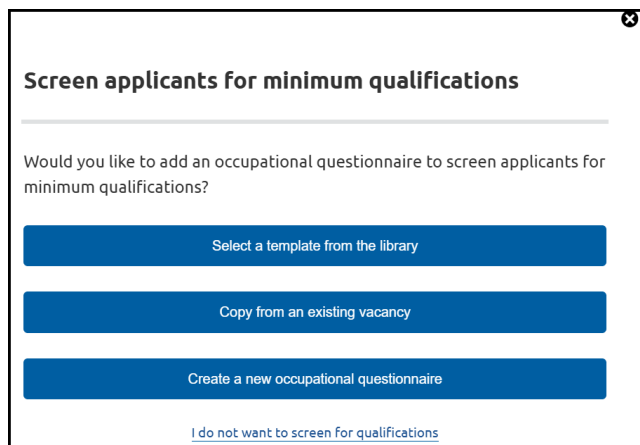 Screen applicants for minimum qualifications
Would you like to add an occupational questionnaire to screen applicants for
minimum qualifications?
Select a template from the library
Copy from an existing vacancy
Create a new occupational questionnaire
I do not want to screen for qualifications